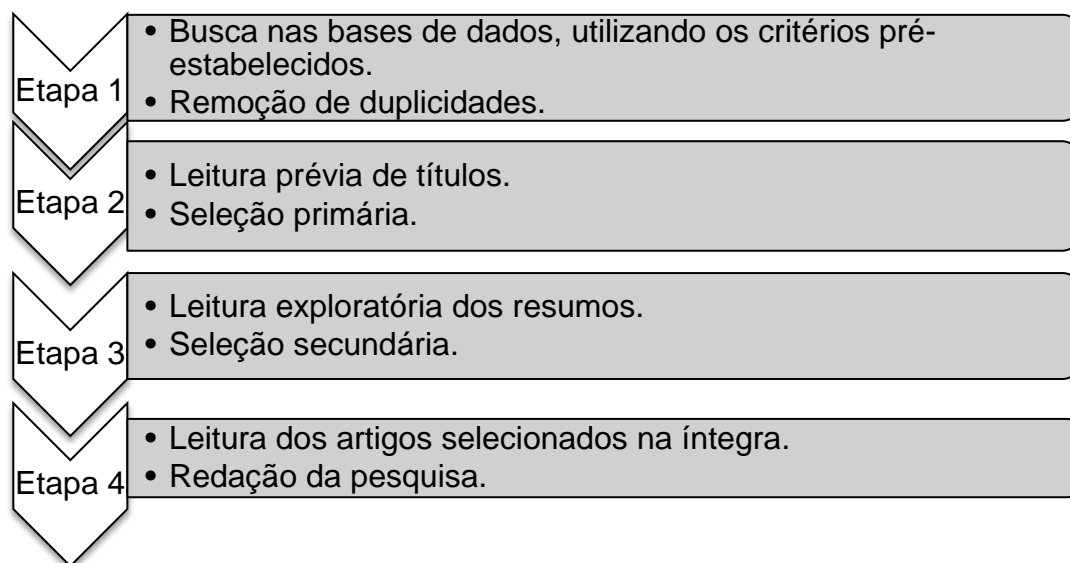 Etapa 1
• Busca nas bases de dados, utilizando os critérios pré-
estabelecidos.
• Remoção de duplicidades.
Etapa 2
• Leitura prévia de títulos.
• Seleção primária.
Etapa 3
• Leitura exploratória dos resumos.
• Seleção secundária.
Etapa 4
• Leitura dos artigos selecionados na íntegra.
• Redação da pesquisa.